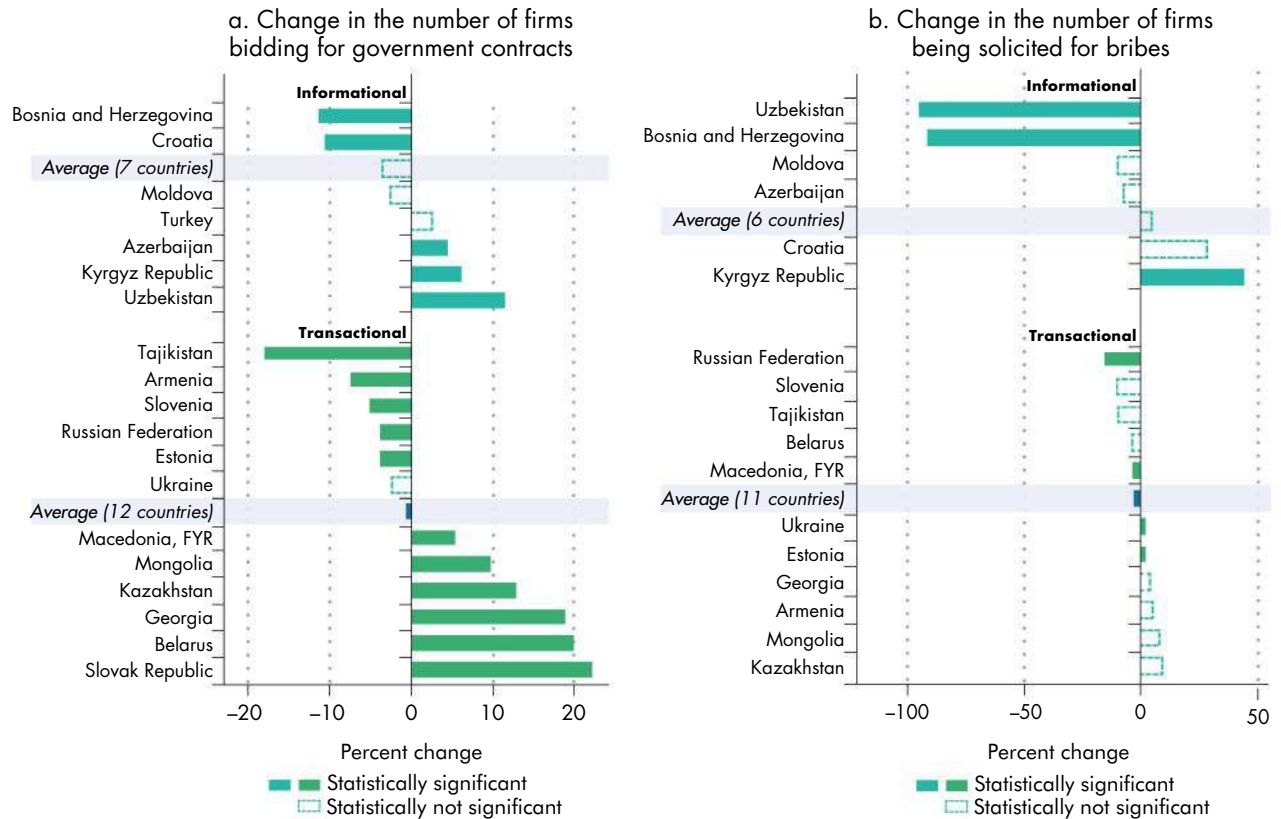 a. Change in the number of firms
bidding for government contracts
Informational
Bosnia and Herzegovina
Croatia
Average (7 countries)
Moldova
Turkey
Azerbaijan
Kyrgyz Republic
Uzbekistan
Transactional
Tajikistan
Armenia
Slovenia
Russian Federation
Estonia
Ukraine
Average (12 countries)
Macedonia, FYR
Mongolia
Kazakhstan
Georgia
Belarus
Slovak Republic
–20 –10 0 10 20
Percent change
Statistically significant
Statistically not significant
b. Change in the number of firms
being solicited for bribes
Informational
Uzbekistan
Bosnia and Herzegovina
Moldova
Azerbaijan
Average (6 countries)
Croatia
Kyrgyz Republic
Transactional
Russian Federation
Slovenia
Tajikistan
Belarus
Macedonia, FYR
Average (11 countries)
Ukraine
Estonia
Georgia
Armenia
Mongolia
Kazakhstan
–100 –50 0 50
Percent change
Statistically significant
Statistically not significant